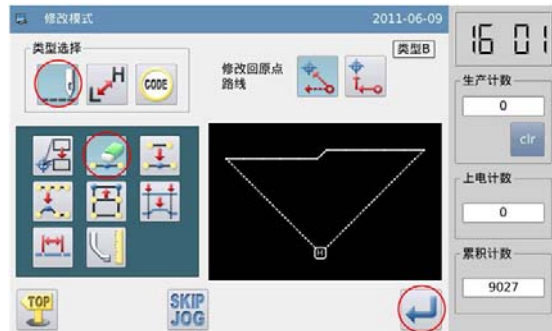 修改模式
2011-06-09
类型选择
L H
CODE
修改回原点
路线
类型B
16 01
生产计数
0
clr
上电计数
0
累积计数
9027
H
TOP
SKIP
JOG